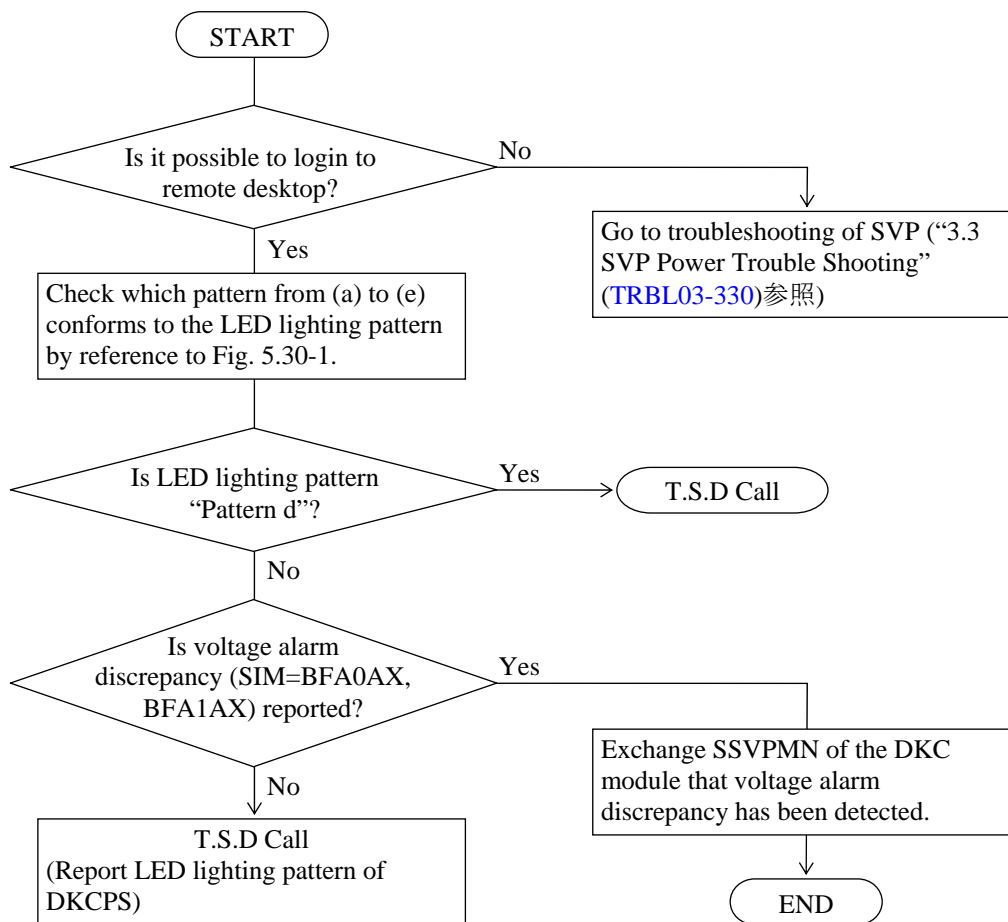 START
Is it possible to login to
remote desktop?
No
Yes
Go to troubleshooting of SVP (“3.3
SVP Power Trouble Shooting”
(TRBL03-330)参照)
Check which pattern from (a) to (e)
conforms to the LED lighting pattern
by reference to Fig. 5.30-1.
Is LED lighting pattern
“Pattern d”?
Yes
T.S.D Call
No
Is voltage alarm
discrepancy (SIM=BFA0AX,
BFA1AX) reported?
Yes
Exchange SSVPMN of the DKC
module that voltage alarm
discrepancy has been detected.
No
T.S.D Call
(Report LED lighting pattern of
DKCPS)
END